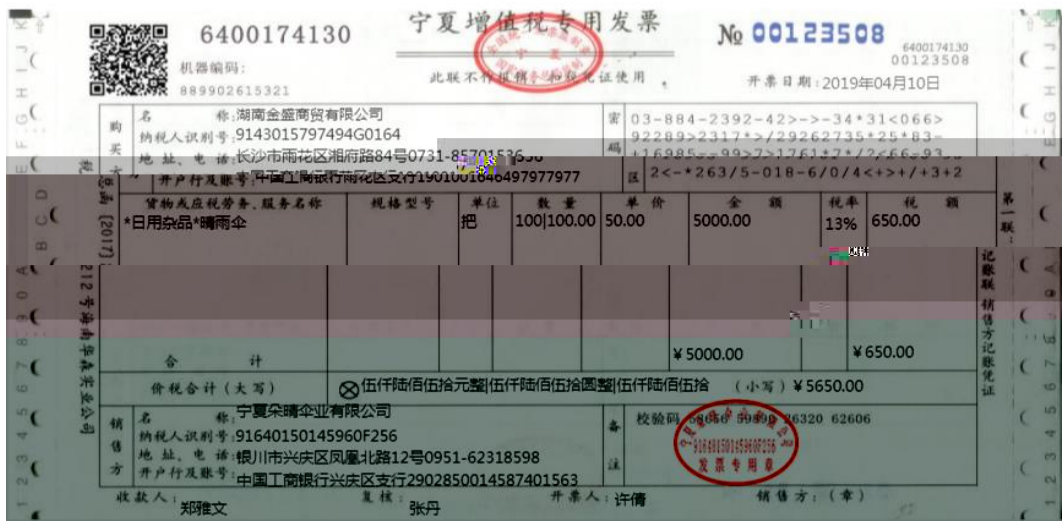 宁夏增值税专用发票
6400174130
№ 00123508
6400174130
00123508
机器编码:
889902615321
此联不作报销、扣税凭证使用
开票日期:2019年04月10日
购买方
名称:湖南金盛商贸有限公司
纳税人识别号:9143015797494G0164
地址、电话:长沙市雨花区湘府路84号0731-
开户行及账号:中国工商银行雨花区支行1901001646497977977
密码区
03-884-2392-42>->-34*31<066>
92289>2317*>/29262735*25*83-
2<-*263/5-018-6/0/4<+>+/+3+2
货物或应税劳务、服务名称 规格型号 单位 数量 单价 金额 税率 税额
*日用杂品*晴雨伞 把 100|100.00 50.00 5000.00 13% 650.00
合计 ¥5000.00 ¥650.00
价税合计(大写) ⊗伍仟陆佰伍拾元整|伍仟陆佰伍拾圆整|伍仟陆佰伍拾 (小写)¥5650.00
销售方
名称:宁夏朵晴伞业有限公司
纳税人识别号:91640150145960F256
地址、电话:银川市兴庆区凤凰北路12号0951-62318598
开户行及账号:中国工商银行兴庆区支行2902850014587401563
备注
校验码 26320 62606
91640150145960F256
发票专用章
收款人:郑雅文 复核:张丹 开票人:许倩 销售方:(章)
第一联:记账联 销售方记账凭证
212号海南华森实业公司